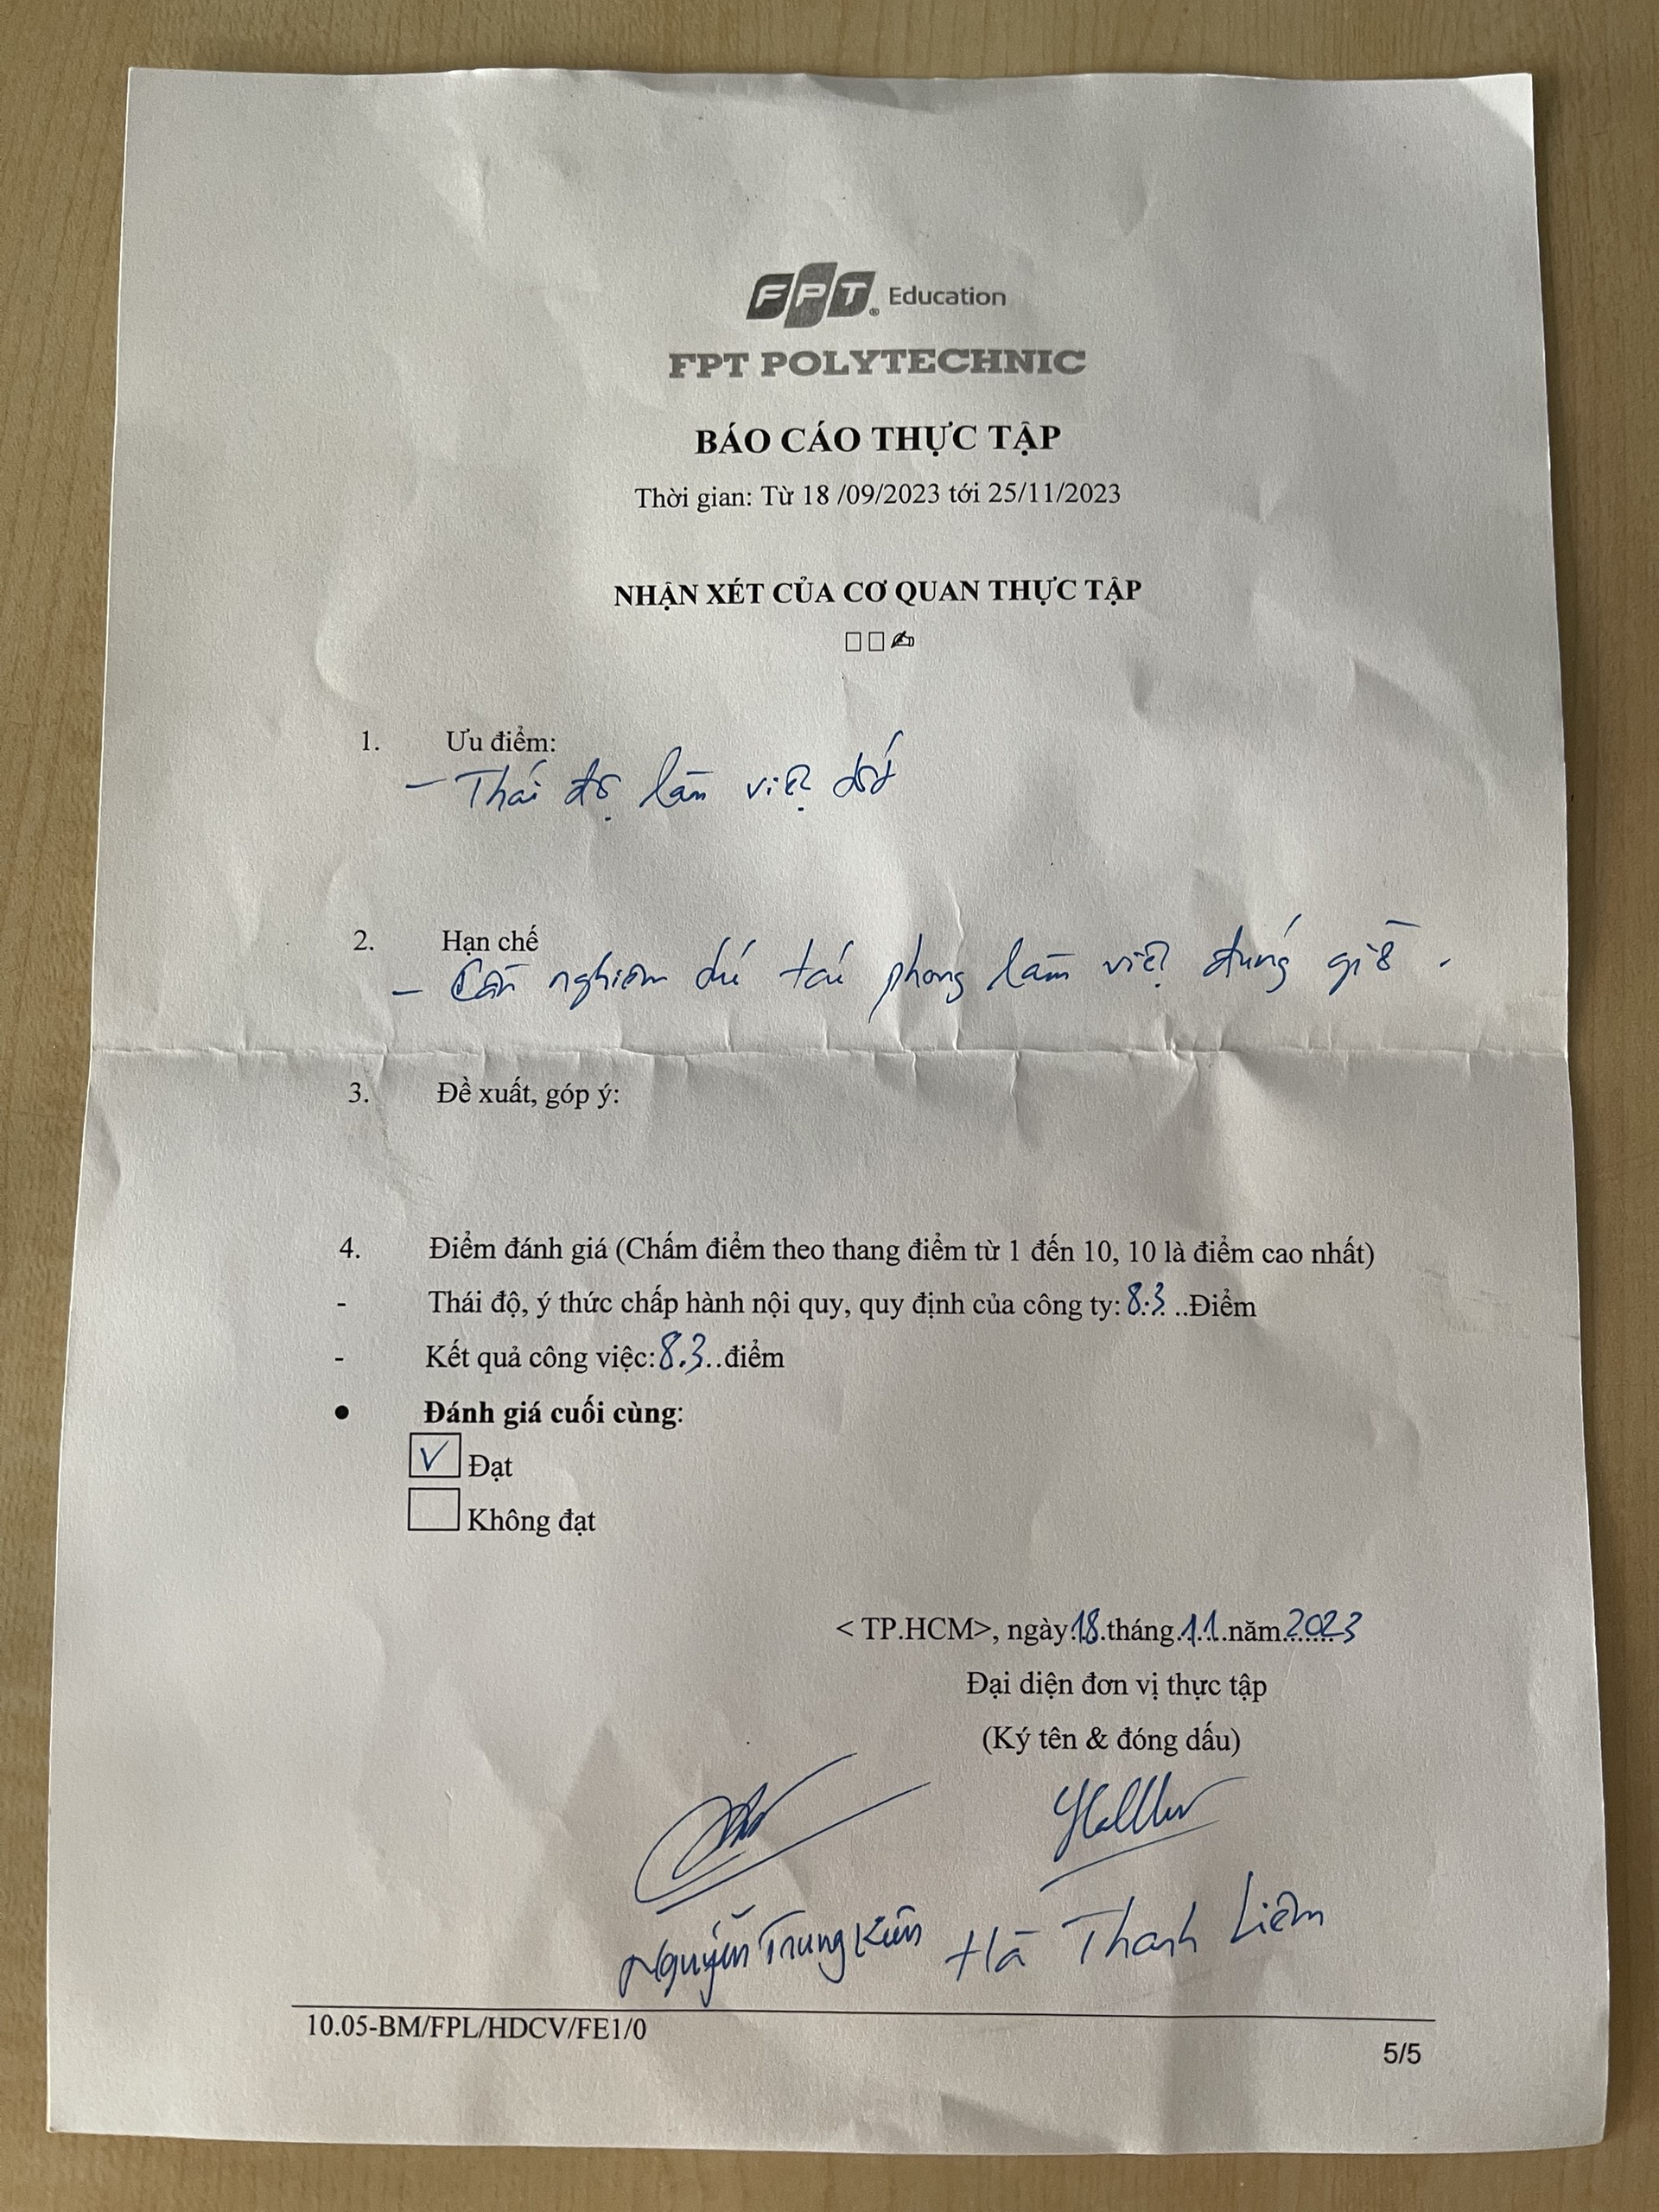 FPT Education
FPT POLYTECHNIC
BÁO CÁO THỰC TẬP
Thời gian: Từ 18 /09/2023 tới 25/11/2023
NHẬN XÉT CỦA CƠ QUAN THỰC TẬP
1. Ưu điểm:
- Thái độ làm việc tốt
2. Hạn chế
- Cần nghiêm túc tác phong làm việc đúng giờ.
3. Đề xuất, góp ý:
4. Điểm đánh giá (Chấm điểm theo thang điểm từ 1 đến 10, 10 là điểm cao nhất)
- Thái độ, ý thức chấp hành nội quy, quy định của công ty: 8.3 ..Điểm
- Kết quả công việc: 8.3..điểm
● Đánh giá cuối cùng:
V Đạt
Không đạt
< TP.HCM>, ngày 18 tháng 11 năm 2023
Đại diện đơn vị thực tập
(Ký tên & đóng dấu)
Nguyễn Trung Kiên Hà Thanh Liêm
10.05-BM/FPL/HDCV/FE1/0
5/5